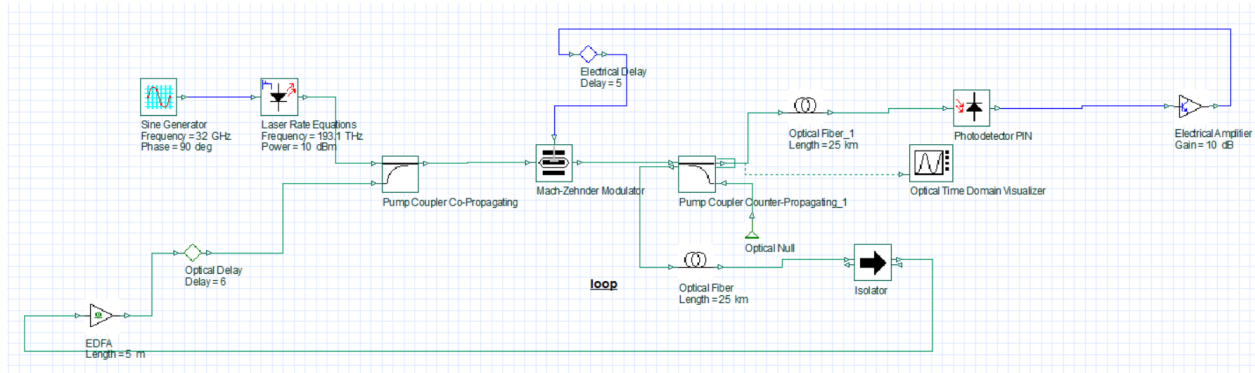 Electrical Delay
Delay = 5
Sine Generator
Frequency = 32 GHz
Phase = 90 deg
Laser Rate Equations
Frequency = 193.1 THz
Power = 10 dBm
Optical Fiber_1
Length = 25 km
Photodetector PIN
Electrical Amplifier
Gain = 10 dB
Pump Coupler Co-Propagating
Mach-Zehnder Modulator
Pump Coupler Counter-Propagating_1
Optical Time Domain Visualizer
Optical Null
Optical Delay
Delay = 6
loop
Optical Fiber
Length = 25 km
Isolator
EDFA
Length = 5 m